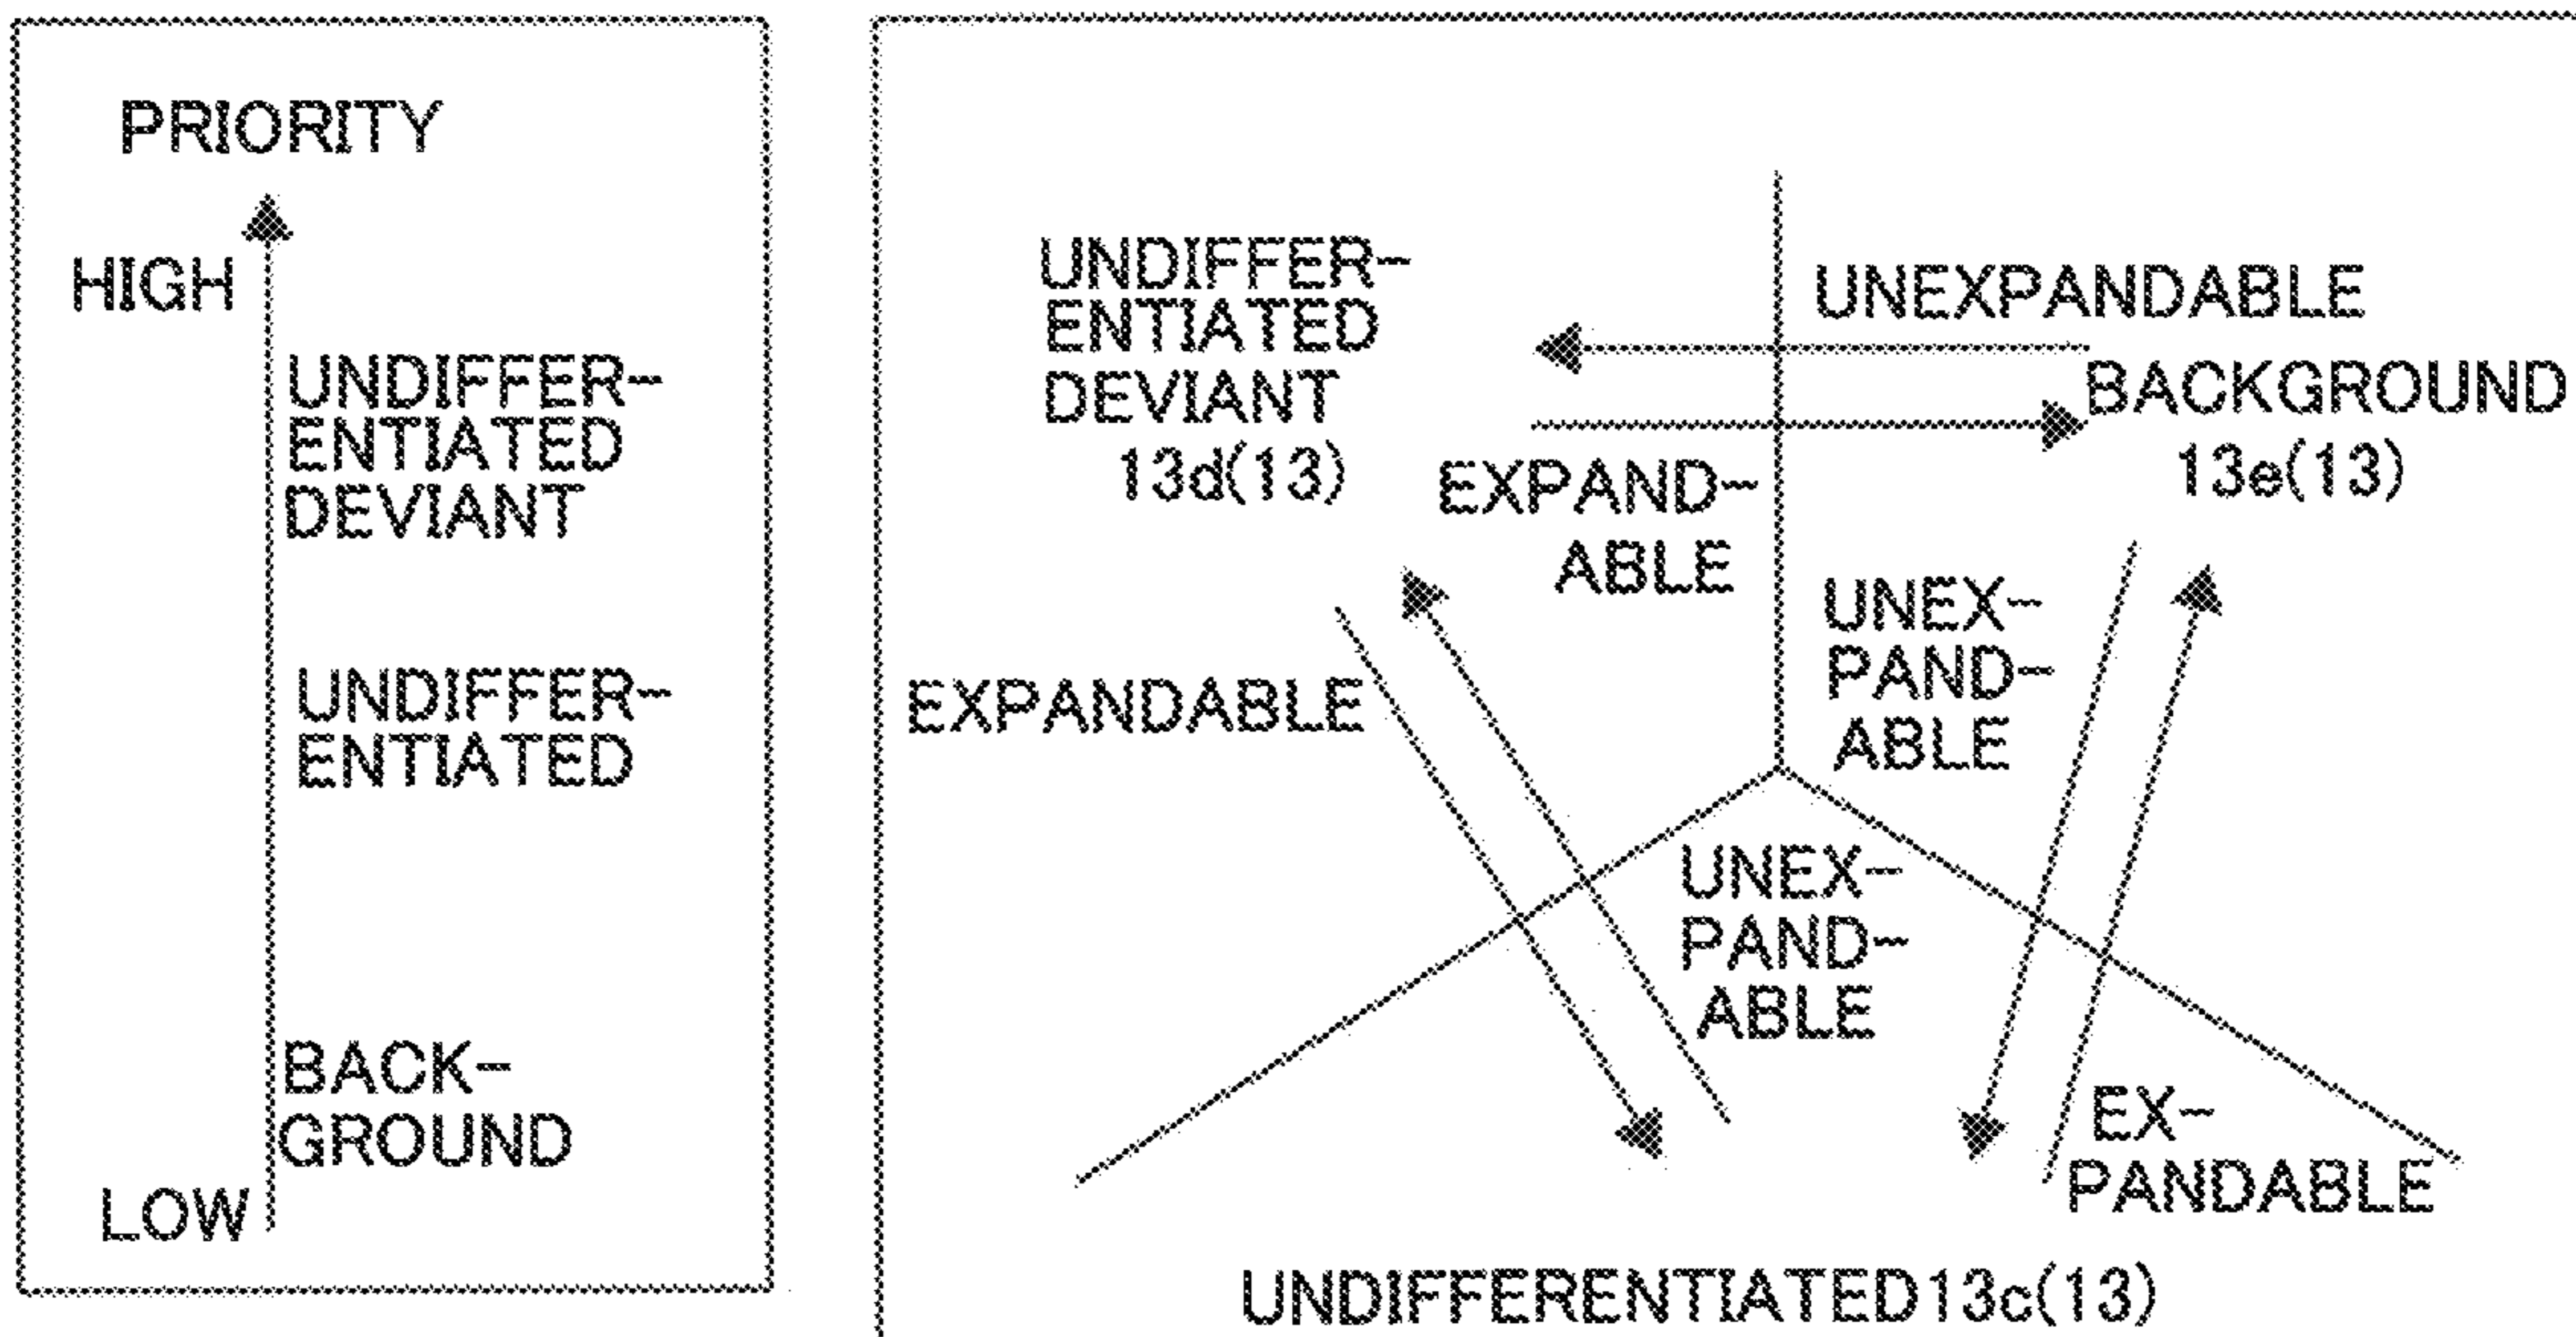 PRIORITY
HIGH
UNDIFFER-
ENTIATED
DEVIANT
UNDIFFER-
ENTIATED
BACK-
GROUND
LOW
UNDIFFER-
ENTIATED
DEVIANT
13d(13)
UNEXPANDABLE
BACKGROUND
13e(13)
EXPAND-
ABLE
EXPANDABLE
UNEX-
PAND-
ABLE
UNEX-
PAND-
ABLE
EX-
PANDABLE
UNDIFFERENTIATED13c(13)